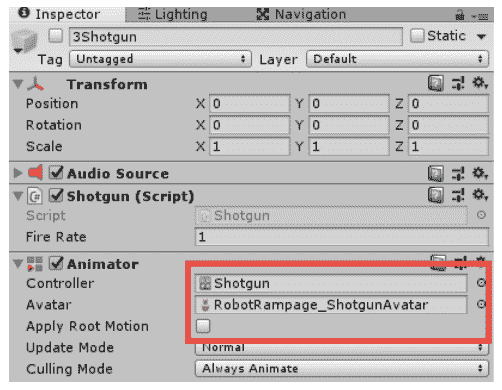 Inspector Lighting Navigation
3Shotgun Static
Tag Untagged Layer Default
Transform
Position X 0 Y 0 Z 0
Rotation X 0 Y 0 Z 0
Scale X 1 Y 1 Z 1
Audio Source
Shotgun (Script)
Script Shotgun
Fire Rate 1
Animator
Controller Shotgun
Avatar RobotRampage_ShotgunAvatar
Apply Root Motion
Update Mode Normal
Culling Mode Always Animate